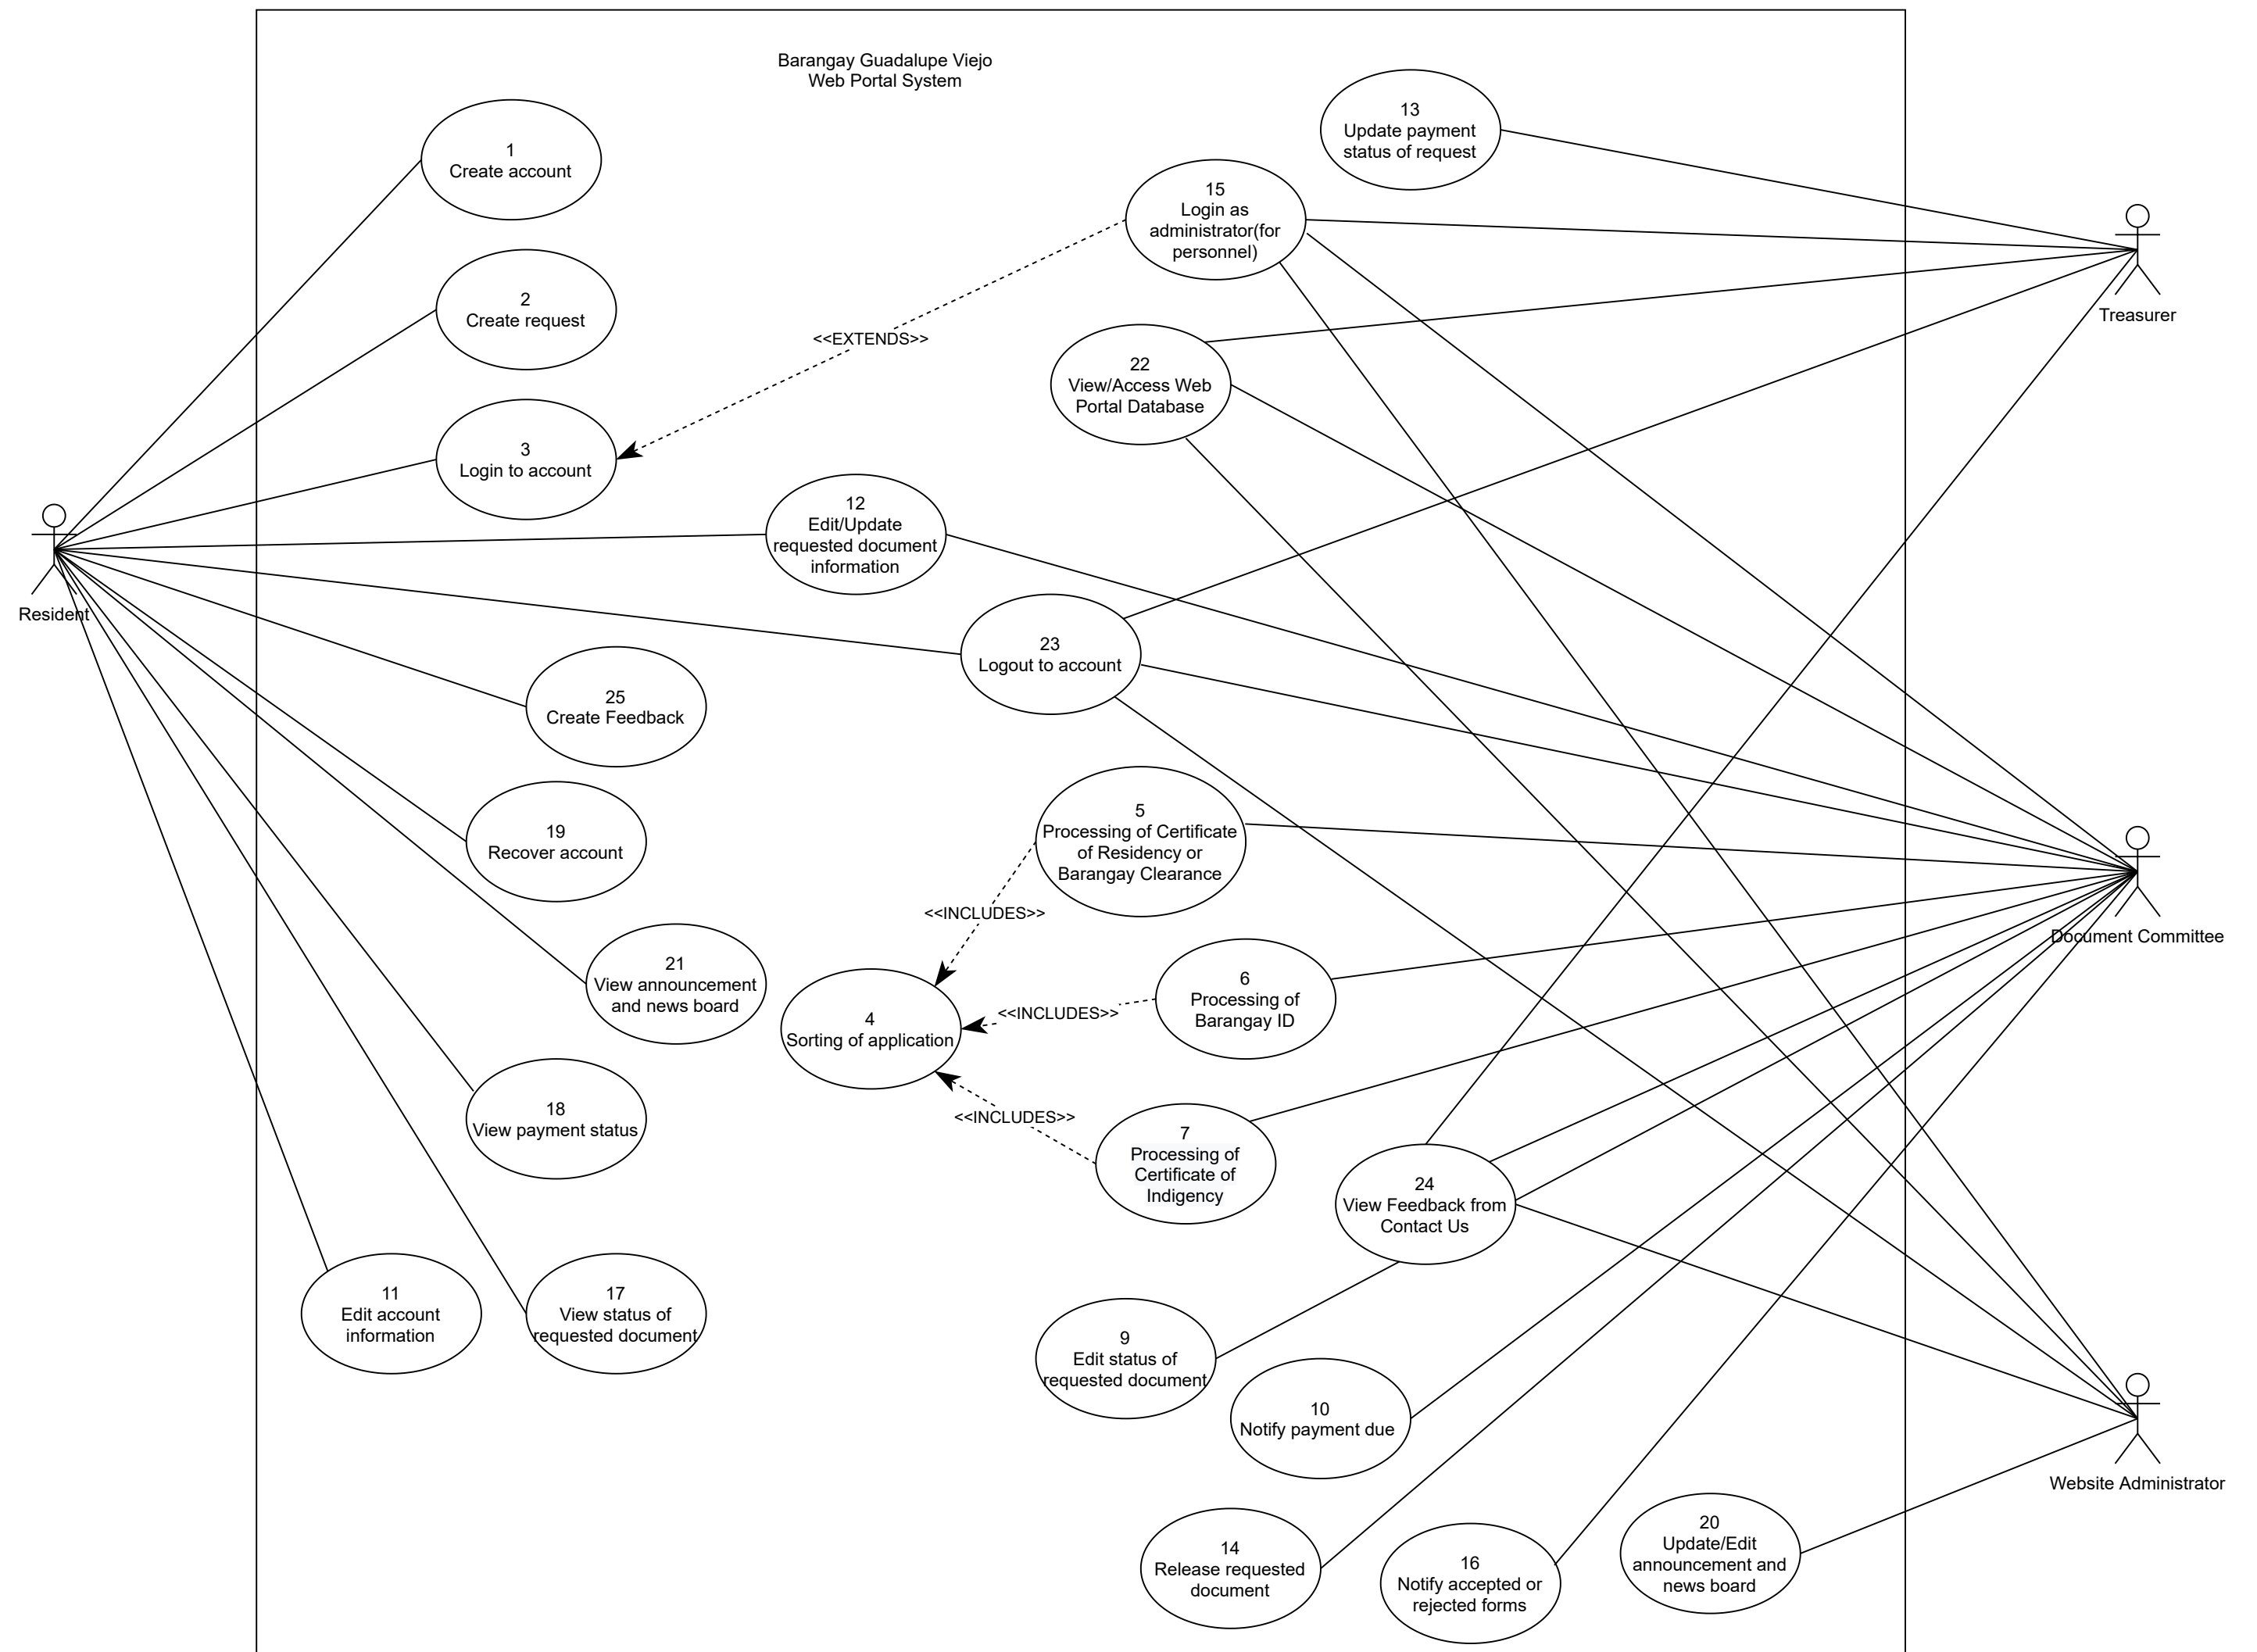 Barangay Guadalupe Viejo
Web Portal System
1
Create account
2
Create request
3
Login to account
<<EXTENDS>>
15
Login as
administrator(for
personnel)
13
Update payment
status of request
Treasurer
22
View/Access Web
Portal Database
12
Edit/Update
requested document
information
Resident
23
Logout to account
25
Create Feedback
19
Recover account
5
Processing of Certificate
of Residency or
Barangay Clearance
<<INCLUDES>>
Document Committee
21
View announcement
and news board
4
Sorting of application
<<INCLUDES>>
6
Processing of
Barangay ID
18
View payment status
<<INCLUDES>>
7
Processing of
Certificate of
Indigency
24
View Feedback from
Contact Us
11
Edit account
information
17
View status of
requested document
9
Edit status of
requested document
10
Notify payment due
Website Administrator
14
Release requested
document
16
Notify accepted or
rejected forms
20
Update/Edit
announcement and
news board